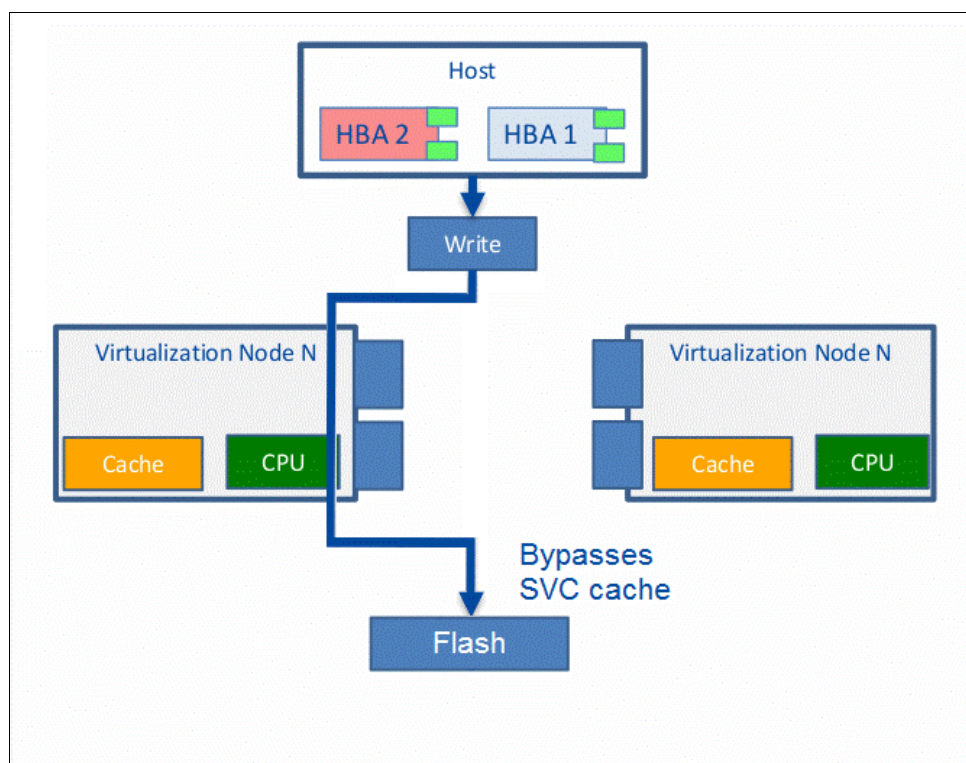 Host
HBA 2
HBA 1
Write
Virtualization Node N
Virtualization Node N
Cache
CPU
Cache
CPU
Bypasses
SVC cache
Flash